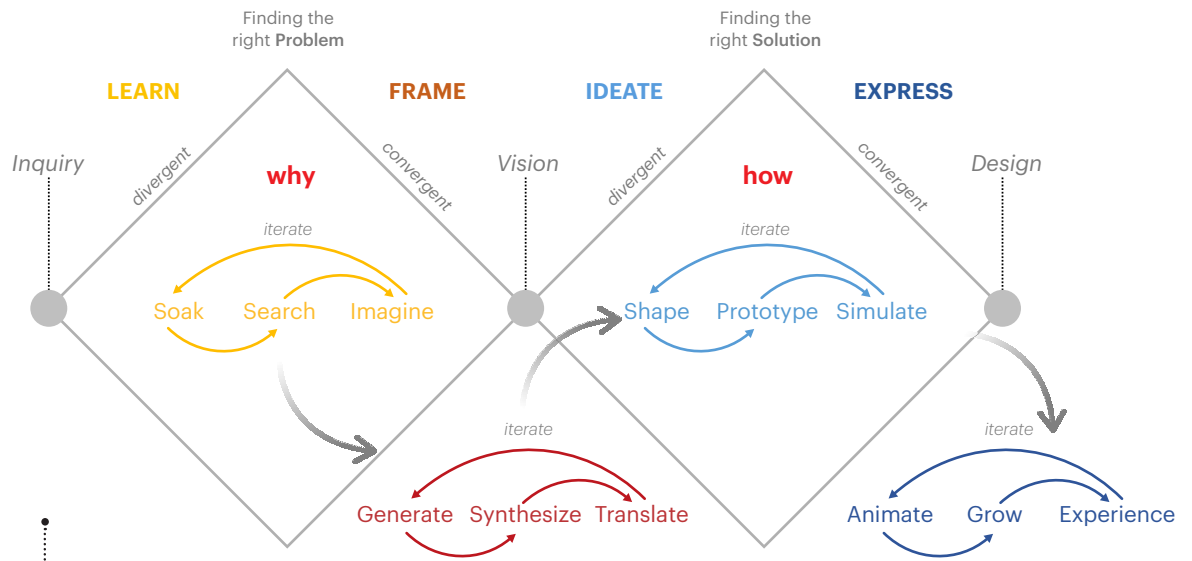 Finding the
right Problem
Finding the
right Solution
LEARN
FRAME
IDEATE
EXPRESS
Inquiry
divergent
convergent
Vision
divergent
convergent
Design
why
how
iterate
iterate
Soak
Search
Imagine
Shape
Prototype
Simulate
iterate
iterate
Generate
Synthesize
Translate
Animate
Grow
Experience